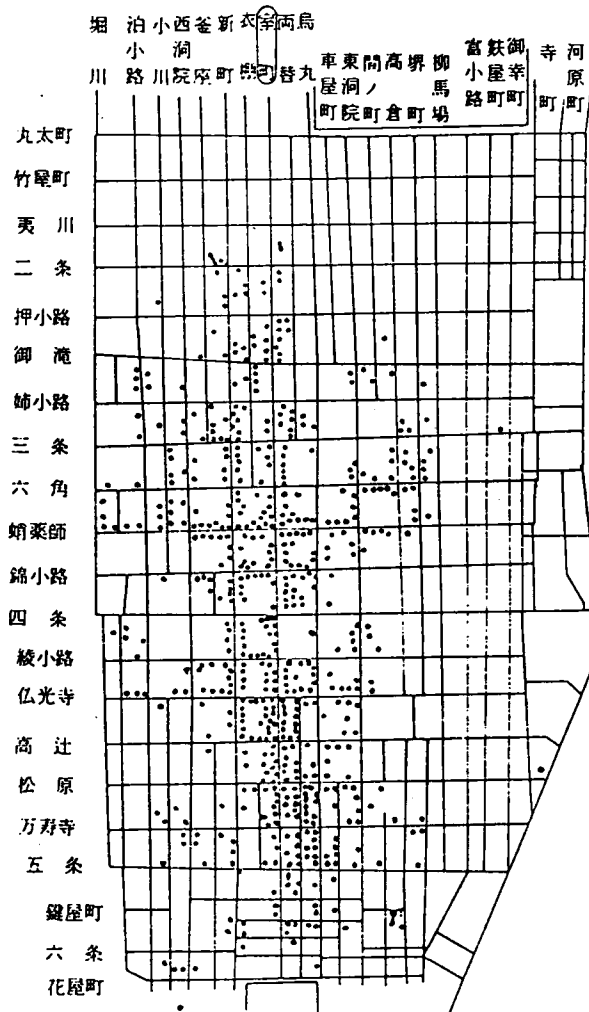 堀川
油小路
小川
西洞院
釜座
新町
衣棚
室町
両替
烏丸
車屋町
東洞院
間ノ町
高倉
堺町
柳馬場
富小路
麩屋町
御幸町
寺町
河原町
丸太町
竹屋町
夷川
二条
押小路
御滝
姉小路
三条
六角
蛸薬師
錦小路
四条
綾小路
仏光寺
高辻
松原
万寿寺
五条
鍵屋町
六条
花屋町